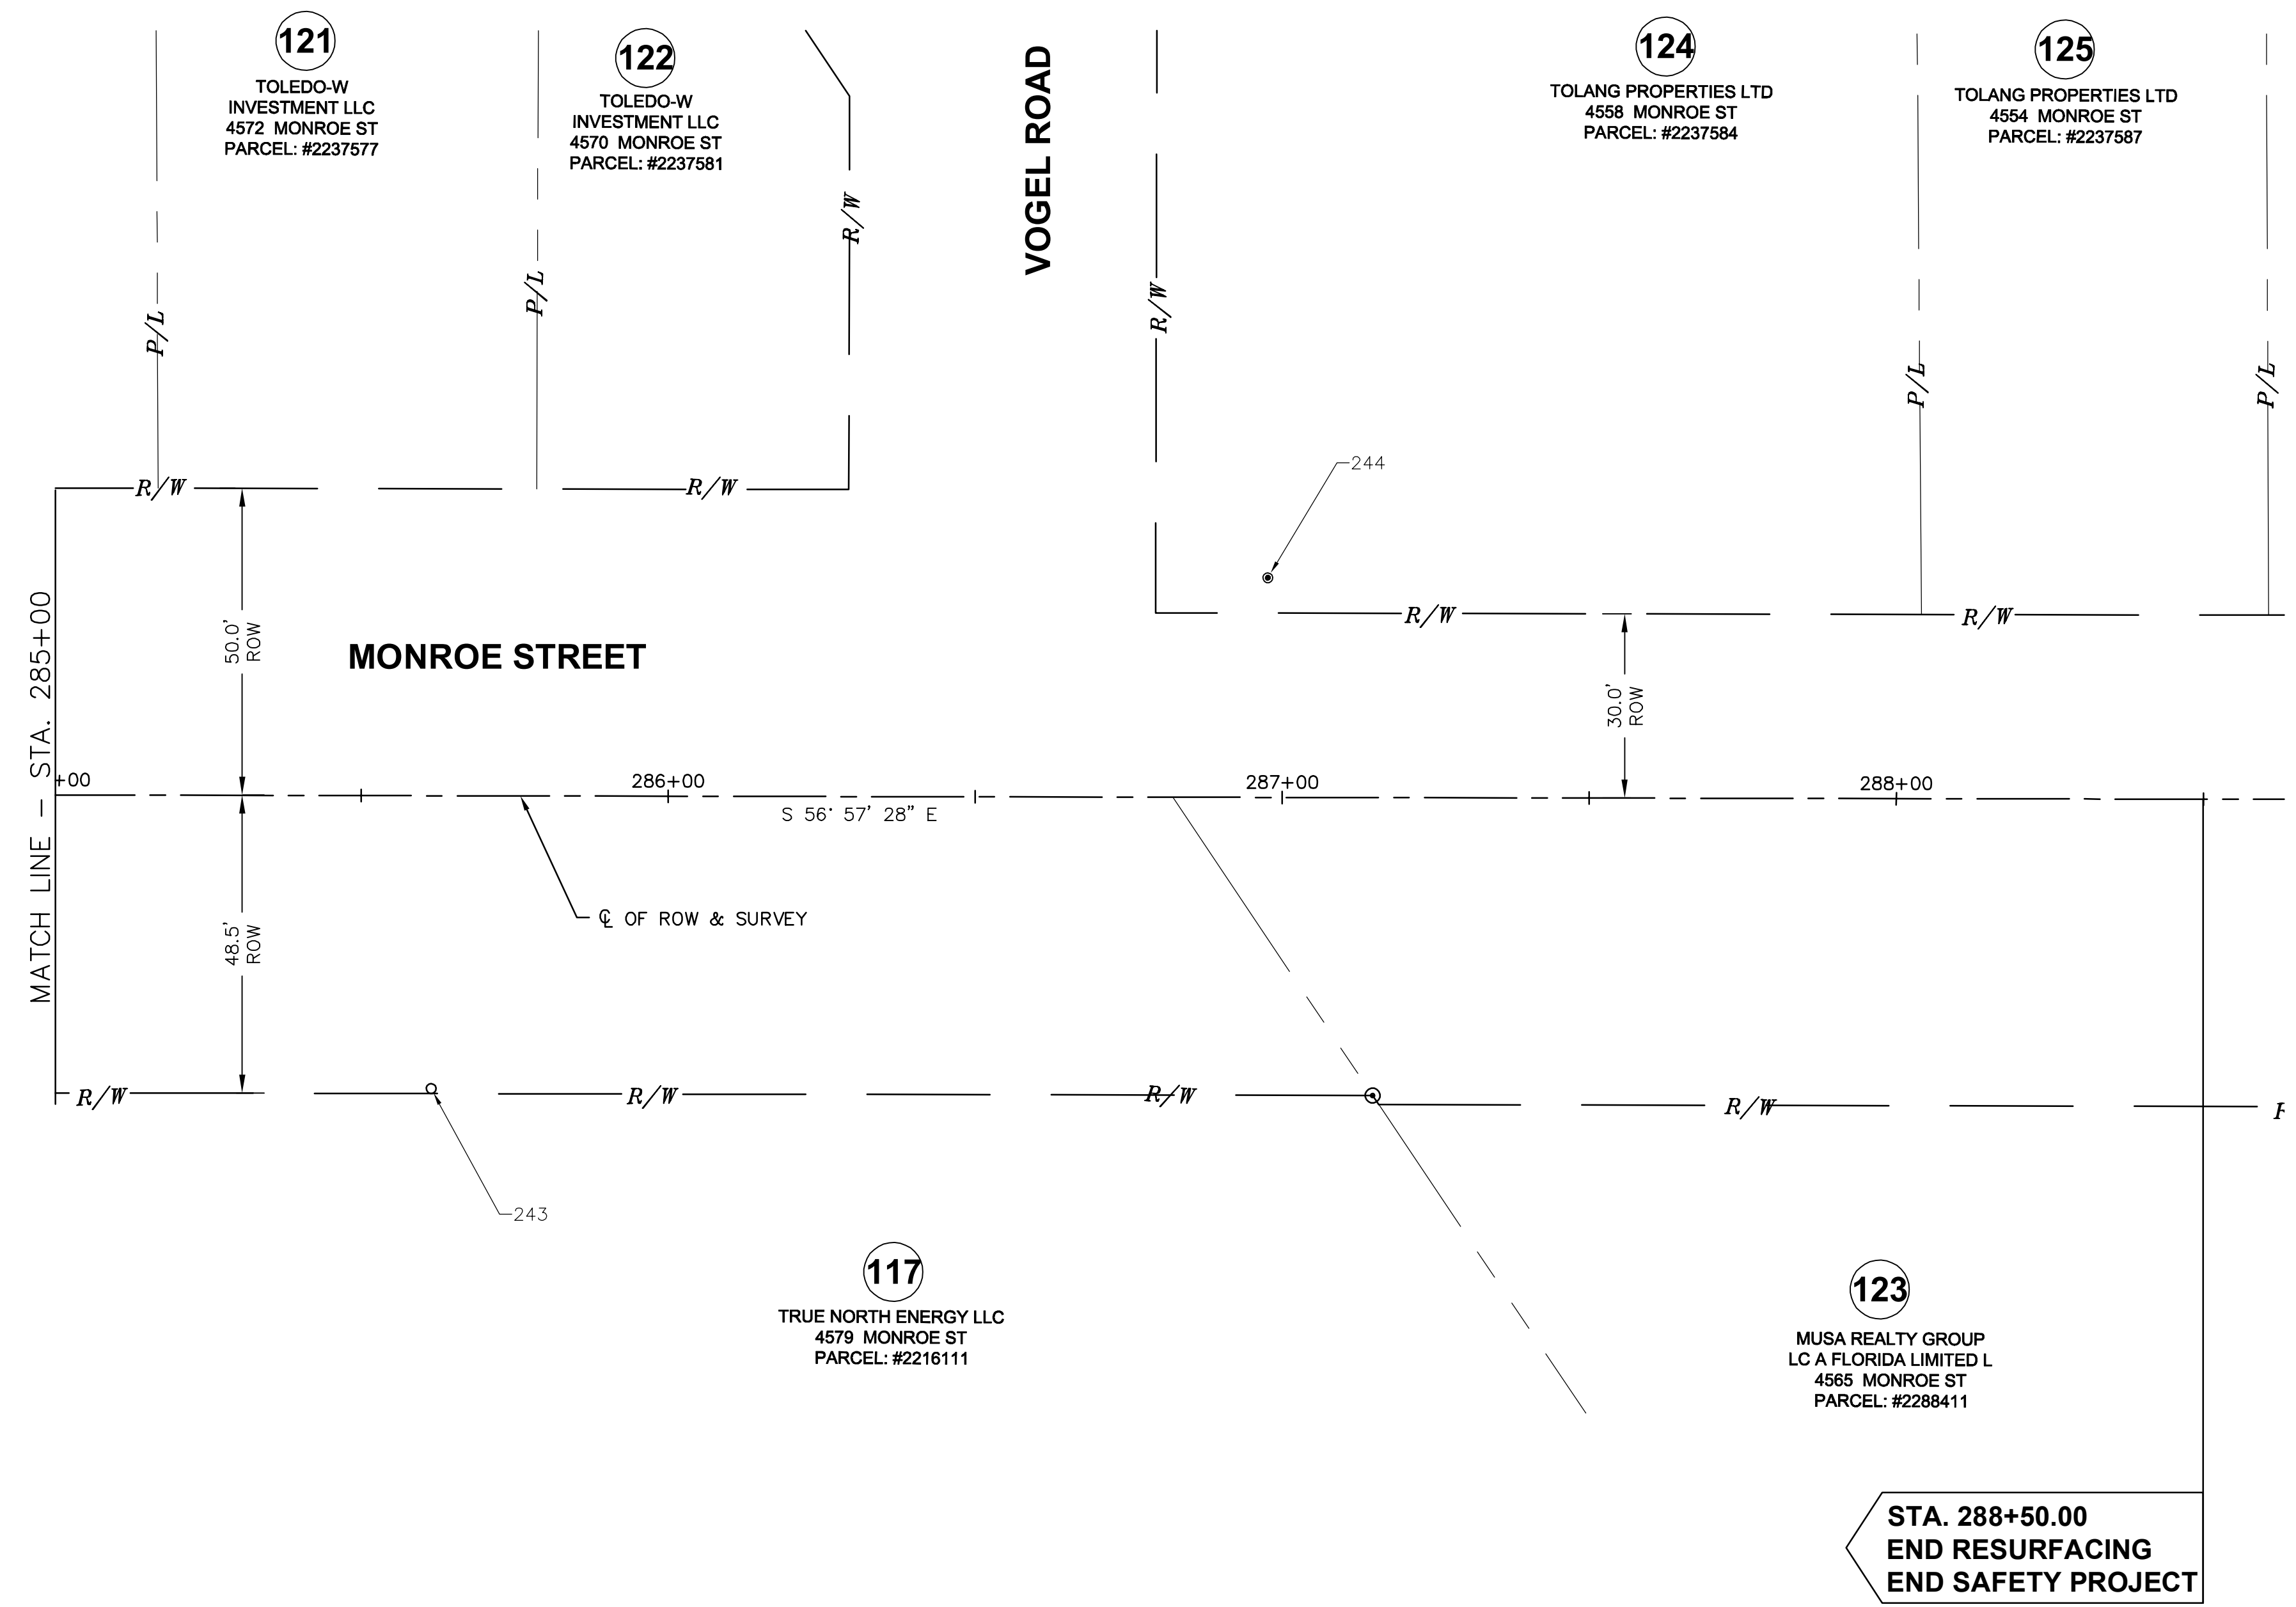 121
TOLEDO-W
INVESTMENT LLC
4572 MONROE ST
PARCEL: #2237577
122
TOLEDO-W
INVESTMENT LLC
4570 MONROE ST
PARCEL: #2237581
VOGEL ROAD
124
TOLANG PROPERTIES LTD
4558 MONROE ST
PARCEL: #2237584
125
TOLANG PROPERTIES LTD
4554 MONROE ST
PARCEL: #2237587
R/W
P/L
R/W
P/L
P/L
P/L
244
R/W
R/W
R/W
R/W
50.0'
ROW
MONROE STREET
30.0'
ROW
MATCH LINE – STA. 285+00
+00
286+00
287+00
288+00
S 56° 57' 28" E
48.5'
ROW
℄ OF ROW & SURVEY
R/W
R/W
R/W
R/W
243
117
TRUE NORTH ENERGY LLC
4579 MONROE ST
PARCEL: #2216111
123
MUSA REALTY GROUP
LC A FLORIDA LIMITED L
4565 MONROE ST
PARCEL: #2288411
STA. 288+50.00
END RESURFACING
END SAFETY PROJECT